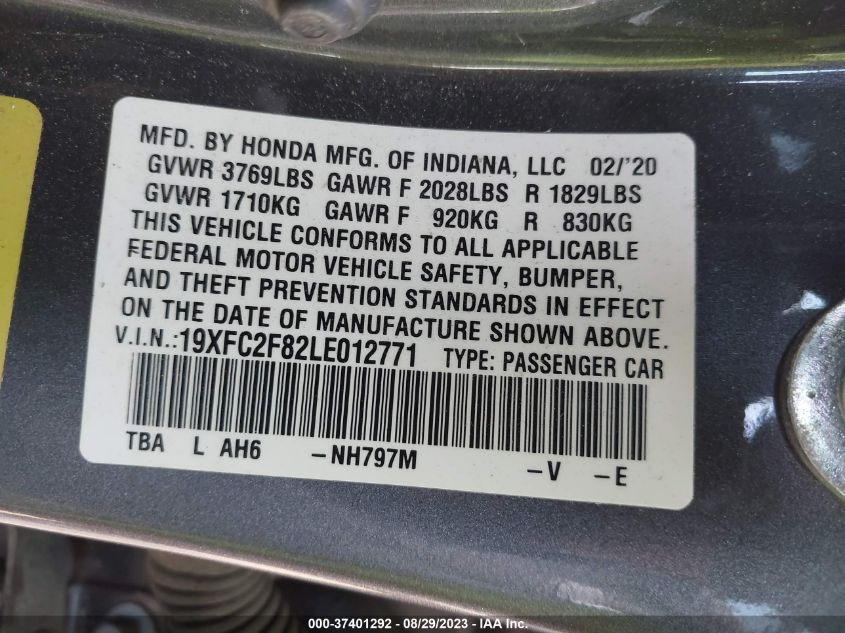 MFD. BY HONDA MFG. OF INDIANA, LLC 02/'20
GVWR 3769LBS GAWR F 2028LBS R 1829LBS
GVWR 1710KG GAWR F 920KG R 830KG
THIS VEHICLE CONFORMS TO ALL APPLICABLE
FEDERAL MOTOR VEHICLE SAFETY, BUMPER,
AND THEFT PREVENTION STANDARDS IN EFFECT
ON THE DATE OF MANUFACTURE SHOWN ABOVE.
V.I.N.:19XFC2F82LE012771 TYPE: PASSENGER CAR
TBA L AH6 -NH797M -V -E
000-37401292 - 08/29/2023 - IAA Inc.